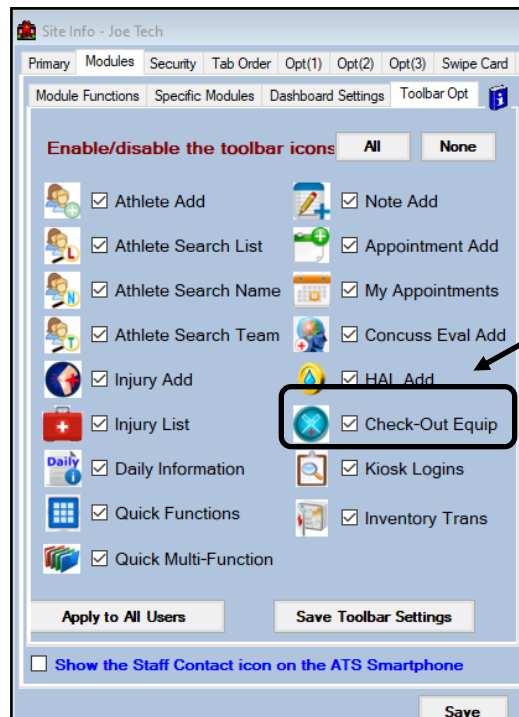 Site Info - Joe Tech
Primary Modules Security Tab Order Opt(1) Opt(2) Opt(3) Swipe Card
Module Functions Specific Modules Dashboard Settings Toolbar Opt
Enable/disable the toolbar icons All None
Athlete Add
Athlete Search List
Athlete Search Name
Athlete Search Team
Injury Add
Injury List
Daily Daily Information
Quick Functions
Quick Multi-Function
Note Add
Appointment Add
My Appointments
Concuss Eval Add
HAL Add
Check-Out Equip
Kiosk Logins
Inventory Trans
Apply to All Users Save Toolbar Settings
Show the Staff Contact icon on the ATS Smartphone
Save